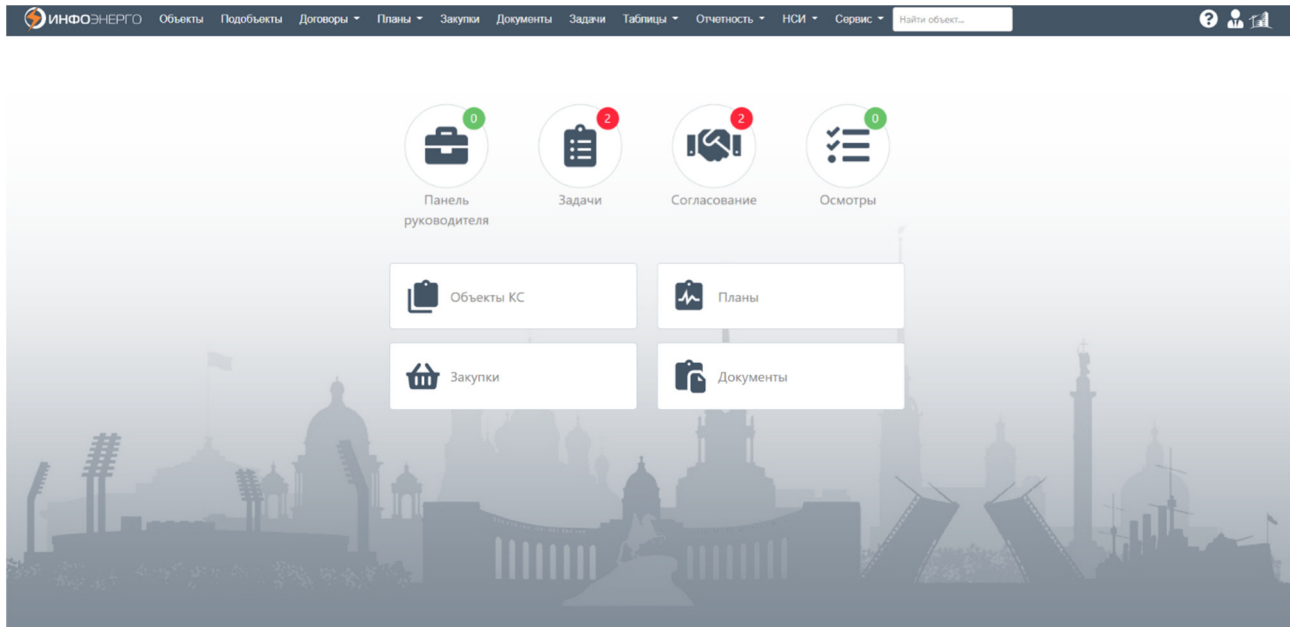 ИНФОЭНЕРГО Объекты Подобъекты Договоры Планы Закупки Документы Задачи Таблицы Отчетность НСИ Сервис Найти объект... ?
0 2 2 0
Панель руководителя
Задачи
Согласование
Осмотры
Объекты КС
Планы
Закупки
Документы